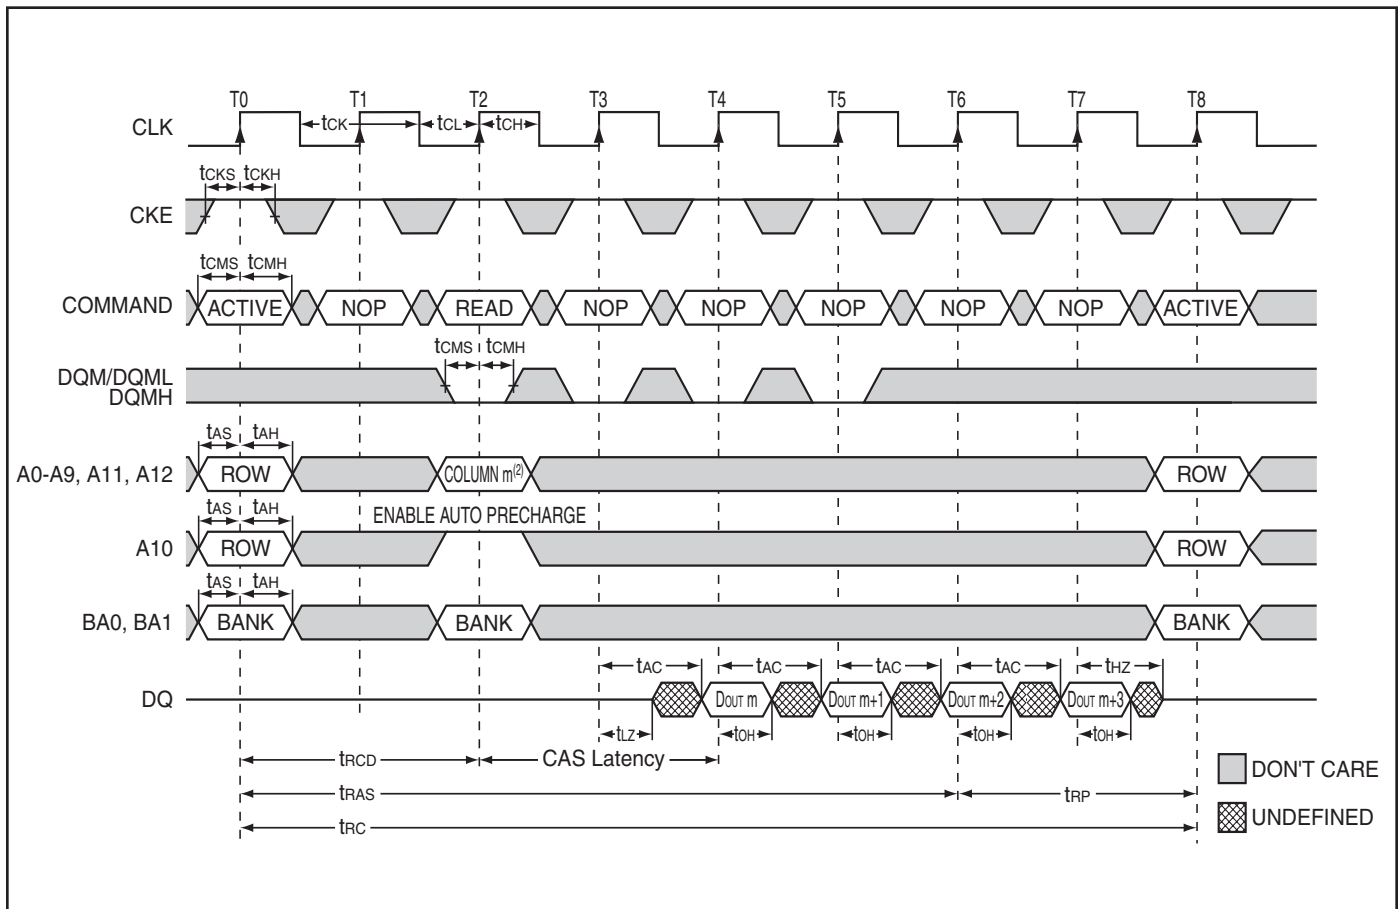 T0 T1 T2 T3 T4 T5 T6 T7 T8
CLK tCK tCL tCH
tCKS tCKH
CKE
tCMS tCMH
COMMAND ACTIVE NOP READ NOP NOP NOP NOP NOP ACTIVE
tCMS tCMH
DQM/DQML
DQMH
tAS tAH
A0-A9, A11, A12 ROW COLUMN m(2) ROW
tAS tAH ENABLE AUTO PRECHARGE
A10 ROW ROW
tAS tAH
BA0, BA1 BANK BANK BANK
tAC tAC tAC tAC tHZ
DQ DOUT m DOUT m+1 DOUT m+2 DOUT m+3
tLZ tOH tOH tOH tOH
tRCD CAS Latency
DON'T CARE
tRAS tRP
UNDEFINED
tRC